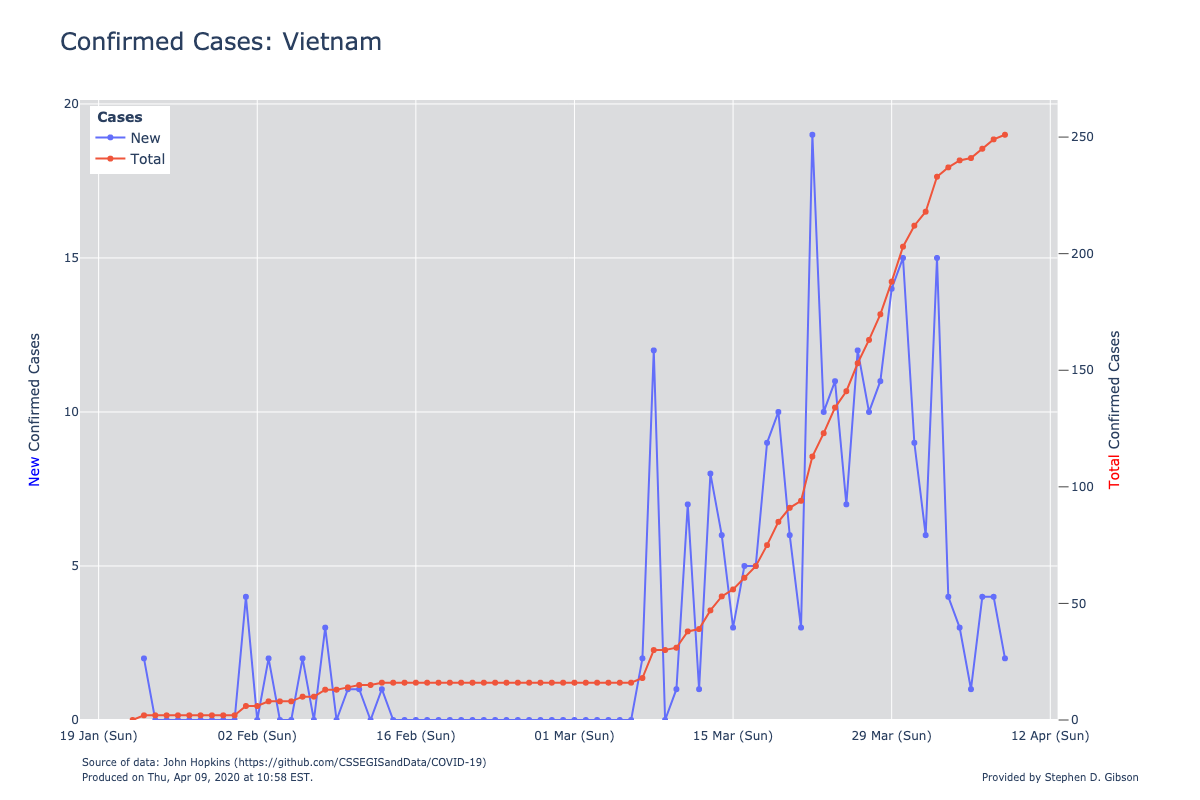 Confirmed Cases: Vietnam
Cases
New
Total
20
15
10
5
0
250
200
150
100
50
0
New Confirmed Cases
Total Confirmed Cases
19 Jan (Sun)
02 Feb (Sun)
16 Feb (Sun)
01 Mar (Sun)
15 Mar (Sun)
29 Mar (Sun)
12 Apr (Sun)
Source of data: John Hopkins (https://github.com/CSSEGISandData/COVID-19)
Produced on Thu, Apr 09, 2020 at 10:58 EST.
Provided by Stephen D. Gibson